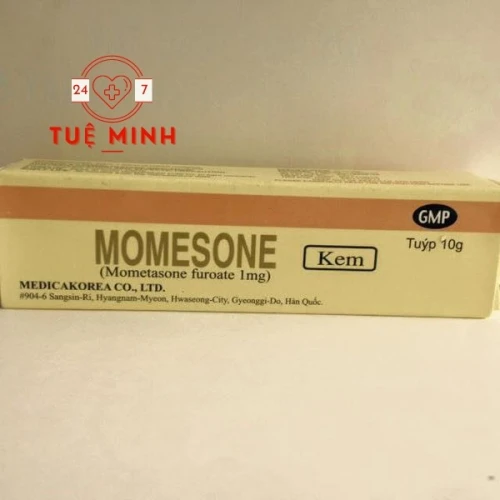 24 7
TUỆ MINH
GMP
MOMESONE
Kem
Tuýp 10g
(Mometasone furoate 1mg)
MEDICAKOREA CO., LTD.
#904-6 Sangsin-Ri, Hyangnam-Myeon, Hwaseong-City, Gyeonggi-Do, Hàn Quốc.